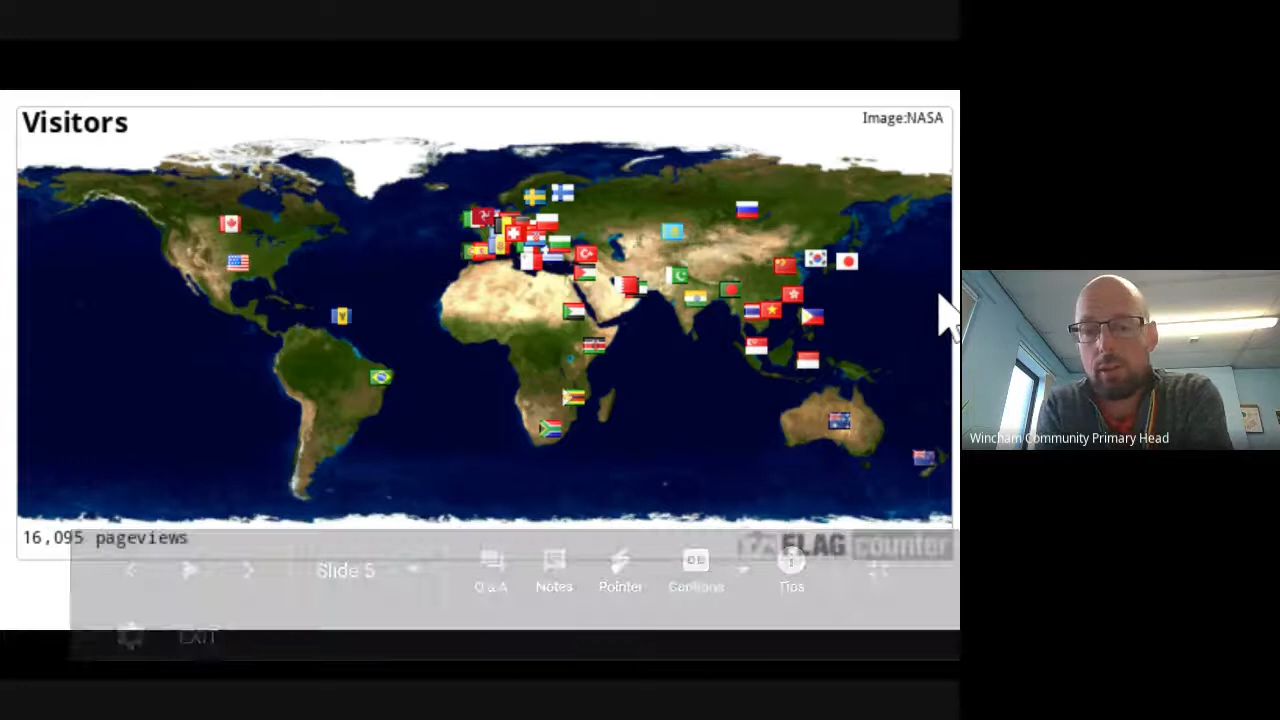 Visitors
Image:NASA
16,095 pageviews
FLAG counter
Slide 5
Q & A
Notes
Pointer
Captions
Tips
EXIT
Wincham Community Primary Head